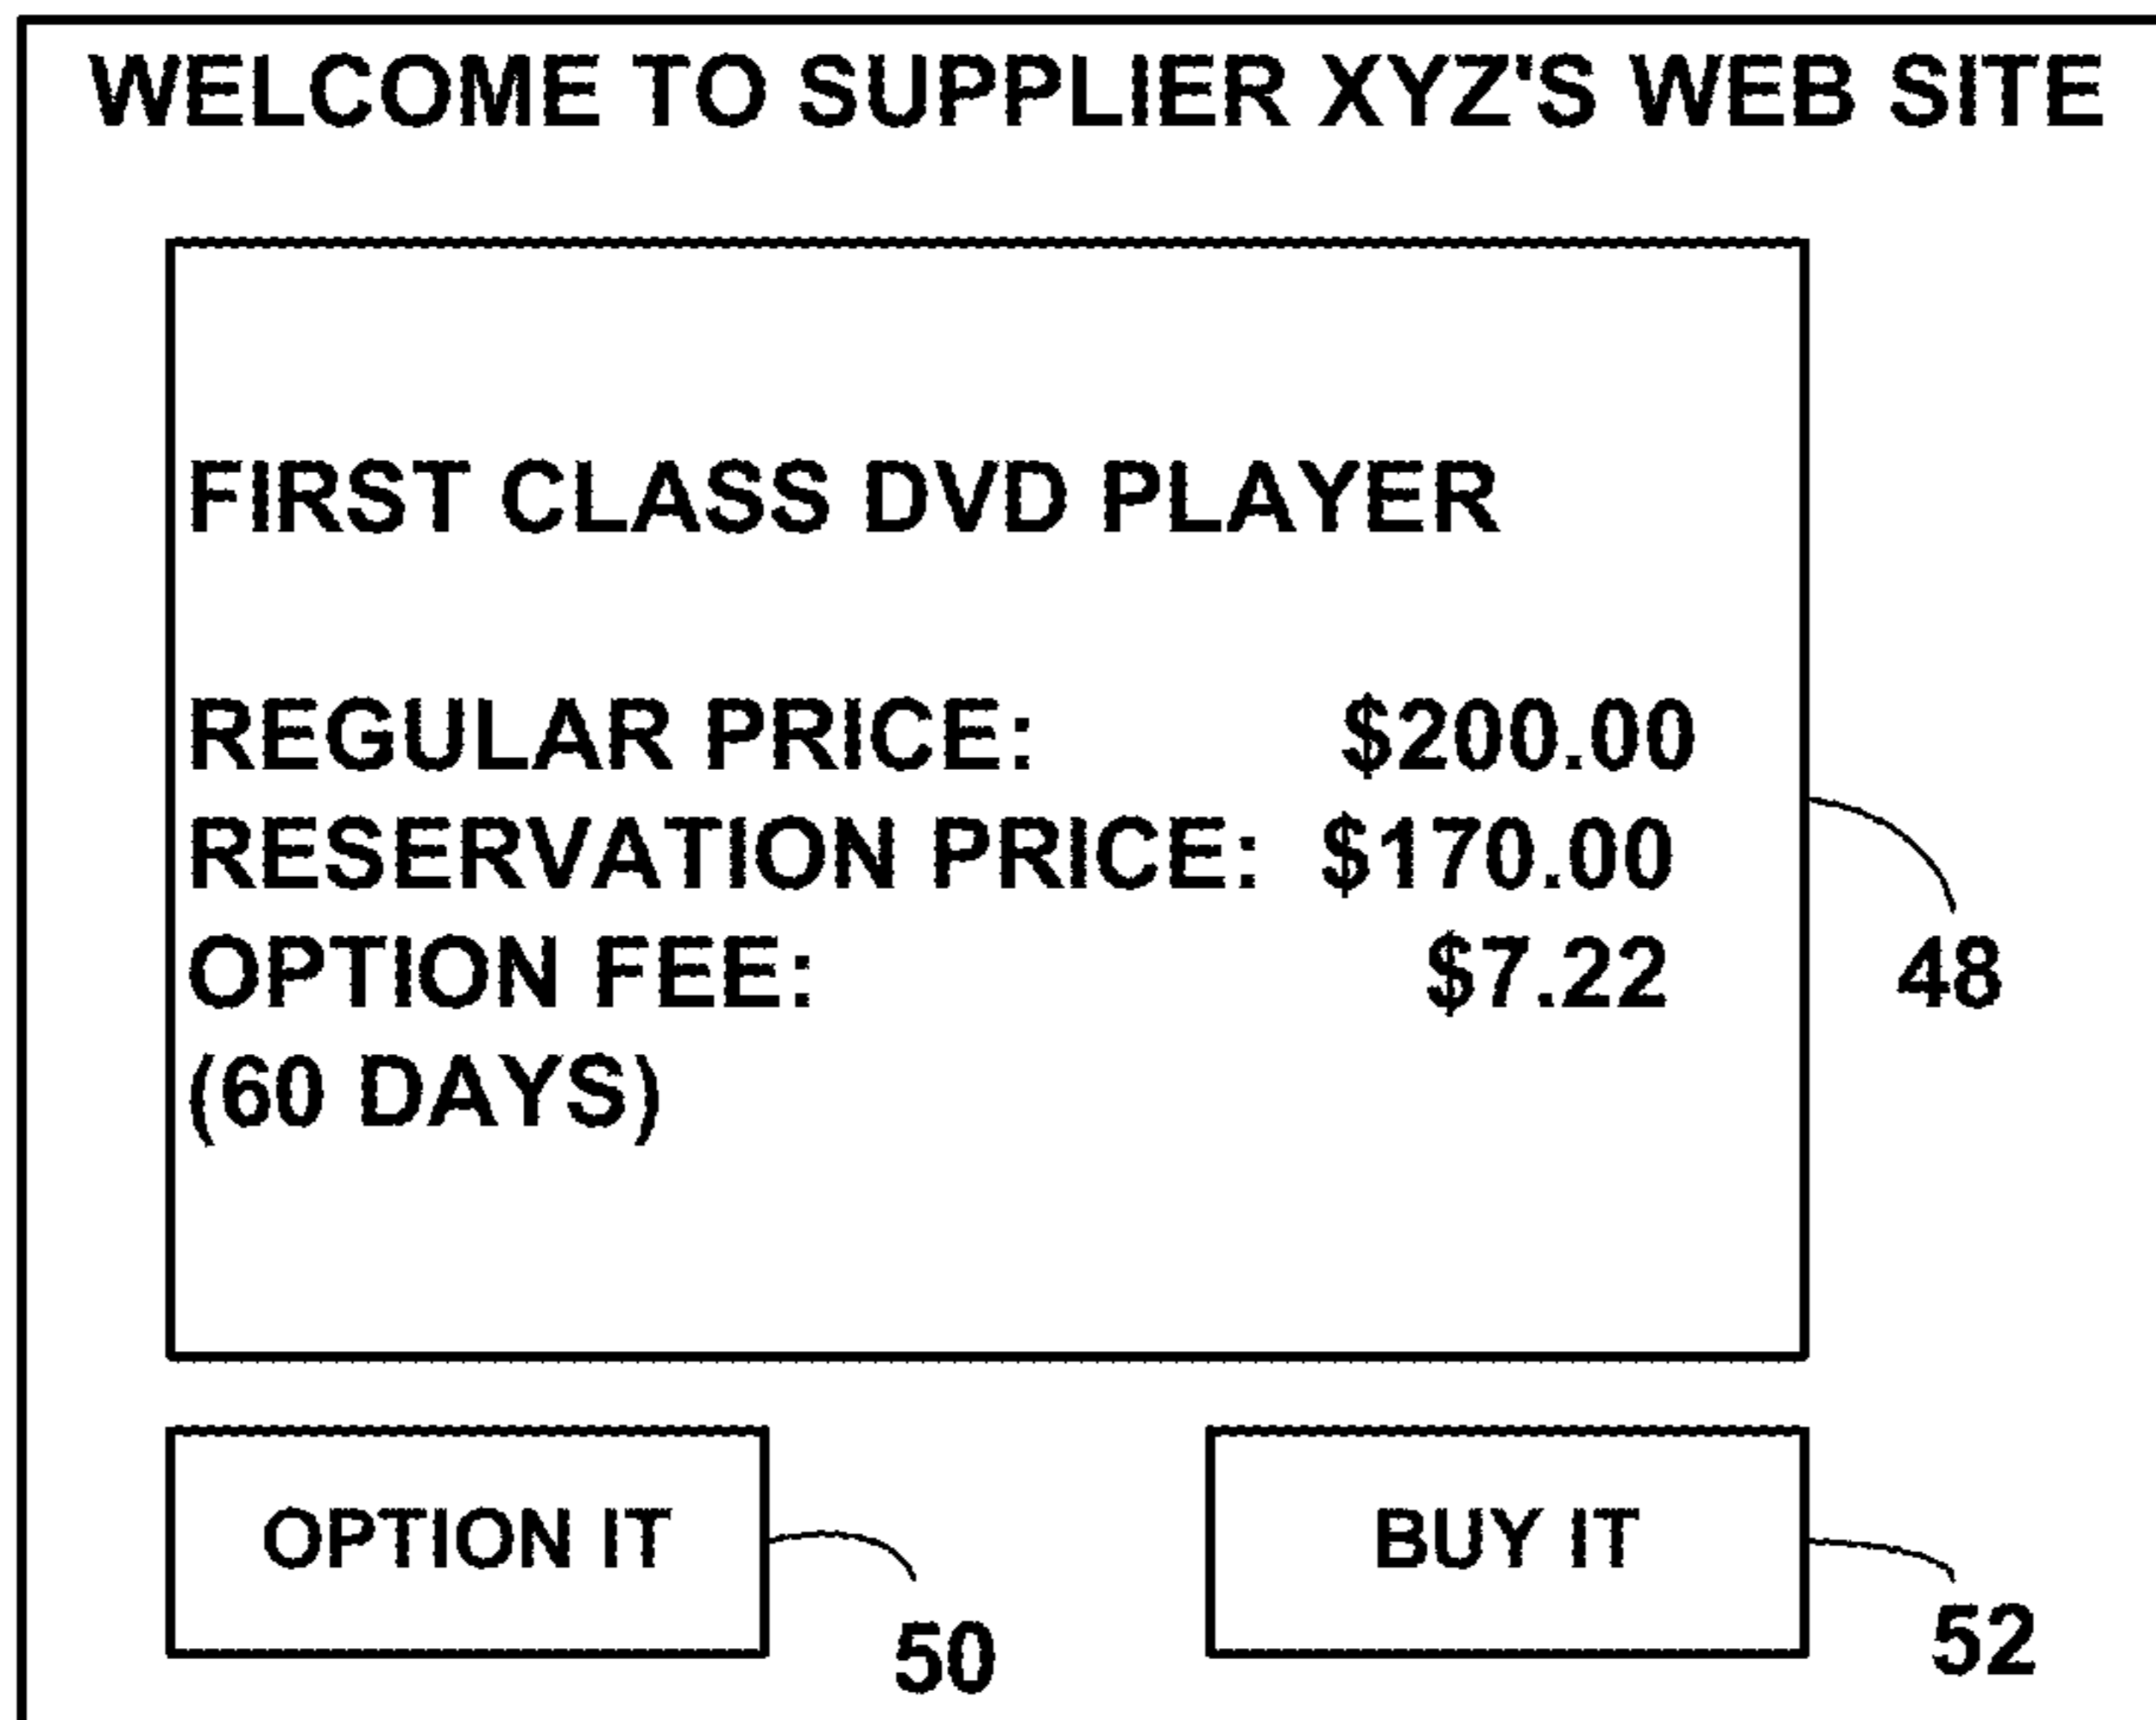 WELCOME TO SUPPLIER XYZ'S WEB SITE
FIRST CLASS DVD PLAYER
REGULAR PRICE: $200.00
RESERVATION PRICE: $170.00
OPTION FEE: $7.22
(60 DAYS)
48
OPTION IT
BUY IT
50
52